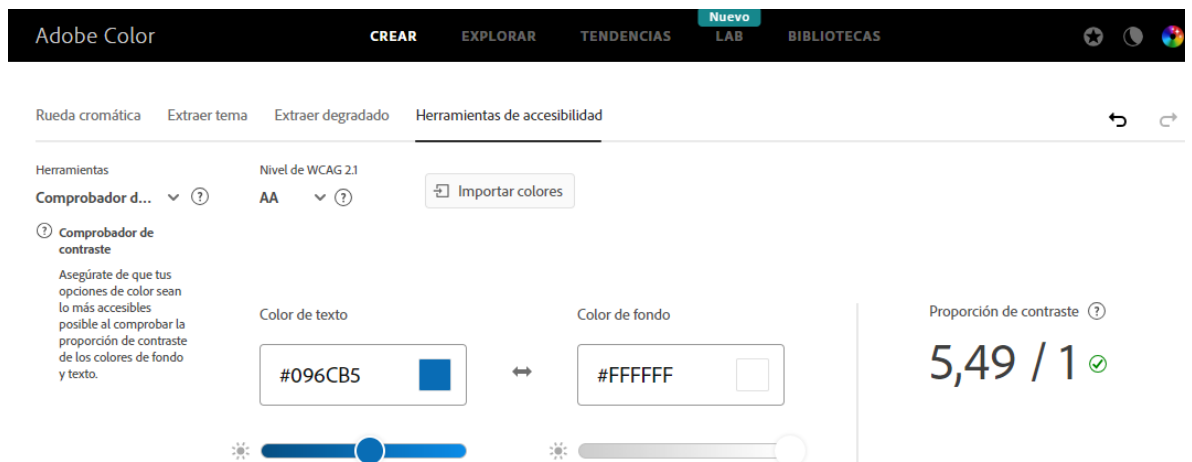 Nuevo
Adobe Color CREAR EXPLORAR TENDENCIAS LAB BIBLIOTECAS
Rueda cromática Extraer tema Extraer degradado Herramientas de accesibilidad
Herramientas Nivel de WCAG 2.1
Comprobador d... ? AA ? Importar colores
? Comprobador de
contraste
Asegúrate de que tus
opciones de color sean
lo más accesibles
posible al comprobar la
proporción de contraste
de los colores de fondo
y texto.
Color de texto Color de fondo Proporción de contraste ?
#096CB5 #FFFFFF 5,49 / 1